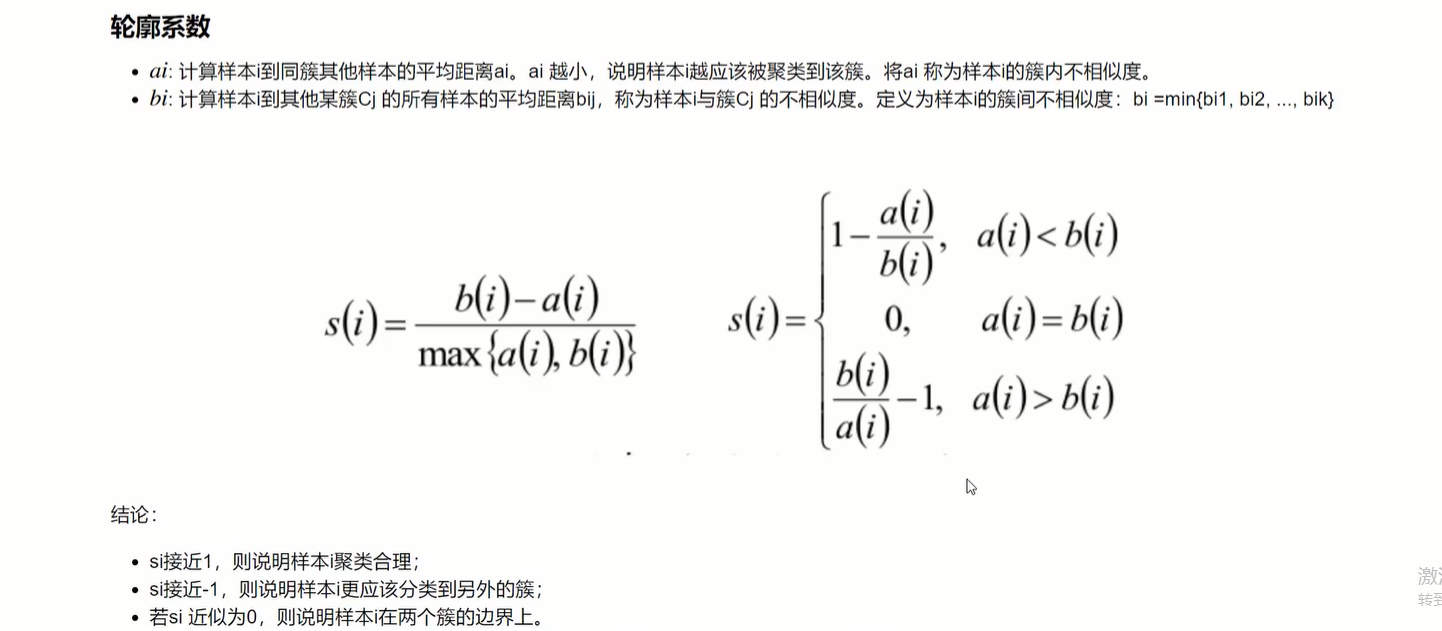 轮廓系数
• ai: 计算样本i到同簇其他样本的平均距离ai。ai 越小，说明样本i越应该被聚类到该簇。将ai 称为样本i的簇内不相似度。
• bi: 计算样本i到其他某簇Cj 的所有样本的平均距离bij，称为样本i与簇Cj 的不相似度。定义为样本i的簇间不相似度：bi =min{bi1, bi2, ..., bik}
s(i)= b(i)−a(i) / max{a(i), b(i)}
s(i)= {
1− a(i)/b(i), a(i)<b(i)
0, a(i)=b(i)
b(i)/a(i) −1, a(i)>b(i)
结论：
• si接近1，则说明样本i聚类合理；
• si接近-1，则说明样本i更应该分类到另外的簇；
• 若si 近似为0，则说明样本i在两个簇的边界上。
转到